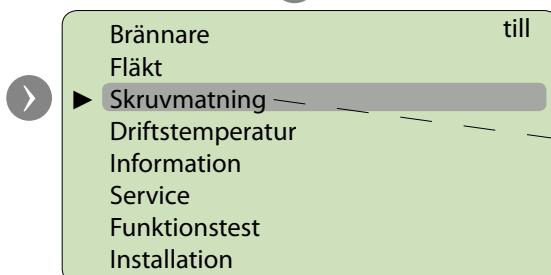 Brännare till
Fläkt
Skruvmatning
Driftstemperatur
Information
Service
Funktionstest
Installation